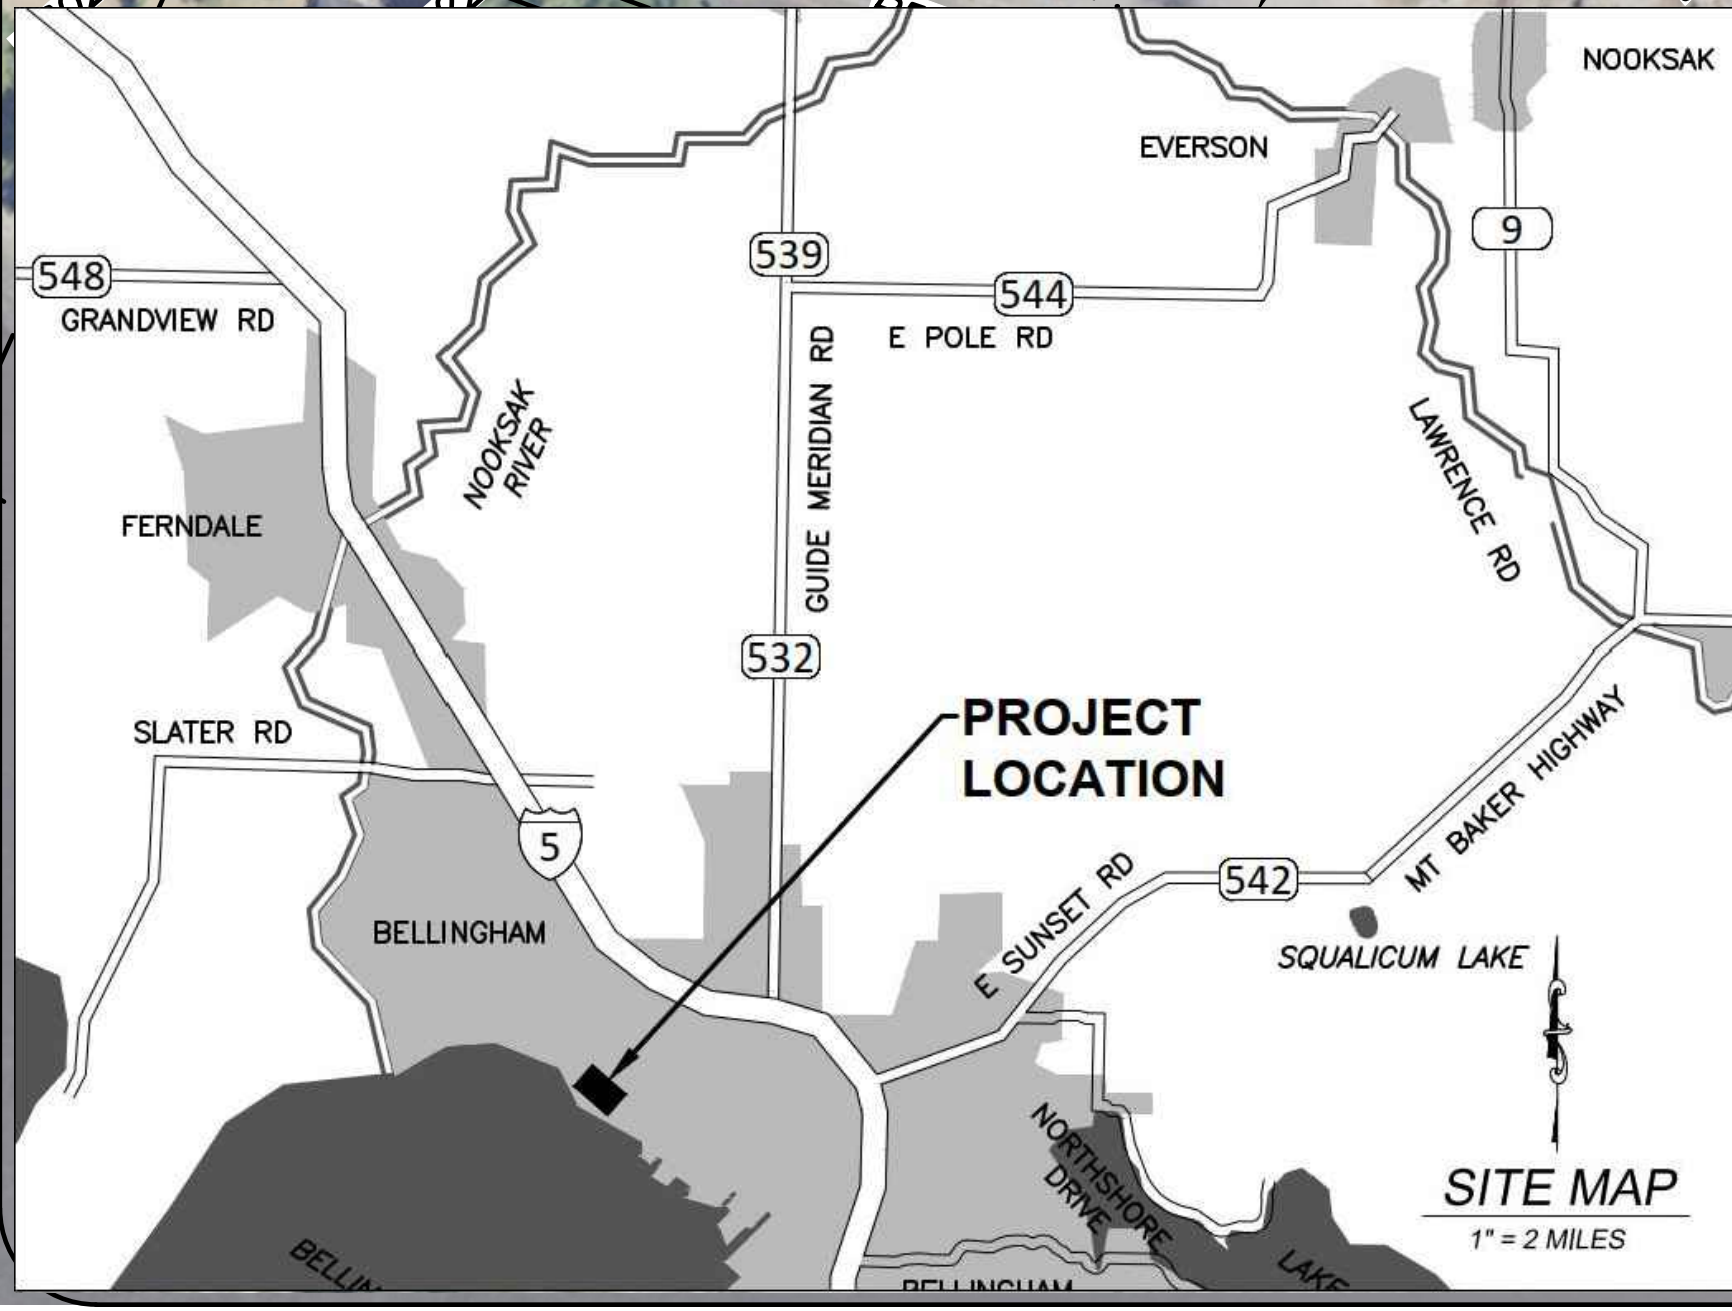 NOOKSAK
EVERSON
9
539
548
544
GRANDVIEW RD
E POLE RD
GUIDE MERIDIAN RD
NOOKSAK
RIVER
LAWRENCE RD
FERNDALE
532
PROJECT
LOCATION
SLATER RD
MT BAKER HIGHWAY
5
542
E SUNSET RD
BELLINGHAM
SQUALICUM LAKE
NORTHSHORE
DRIVE
SITE MAP
1" = 2 MILES
LAKE
BELLINGHAM